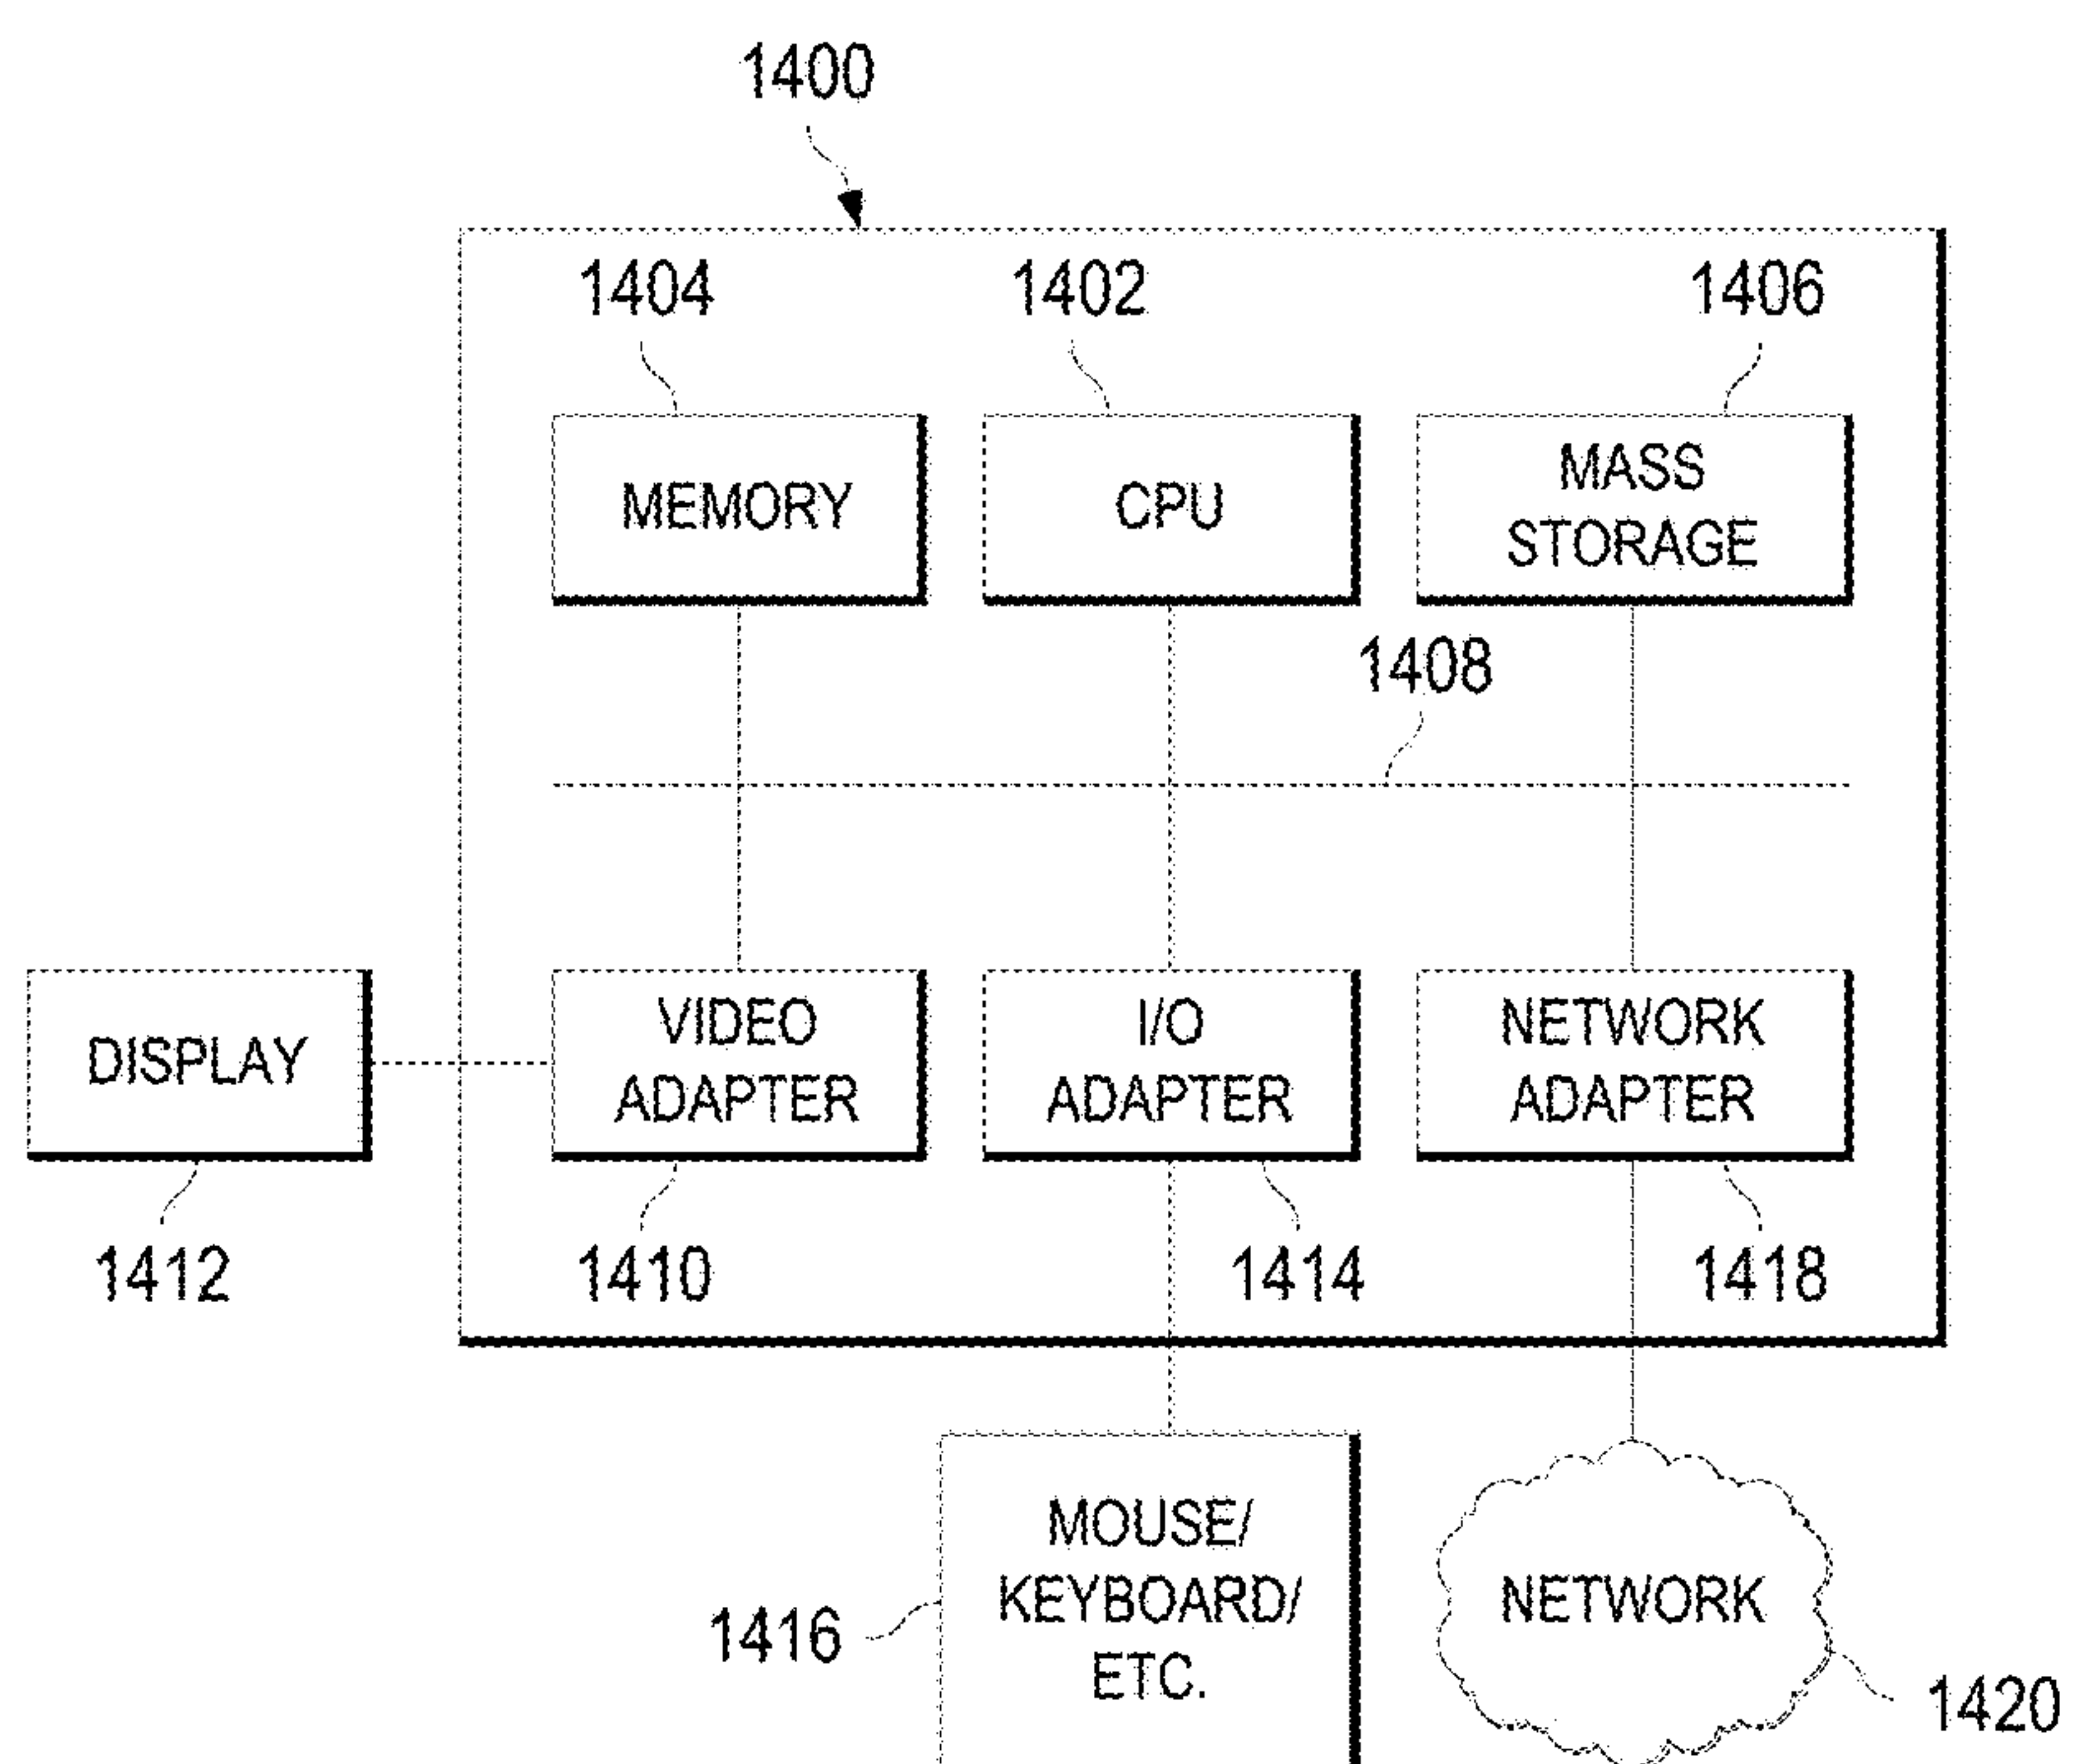 1400
1404
1402
1406
MEMORY
CPU
MASS
STORAGE
1408
DISPLAY
VIDEO
ADAPTER
I/O
ADAPTER
NETWORK
ADAPTER
1412
1410
1414
1418
MOUSE/
KEYBOARD/
ETC.
1416
NETWORK
1420